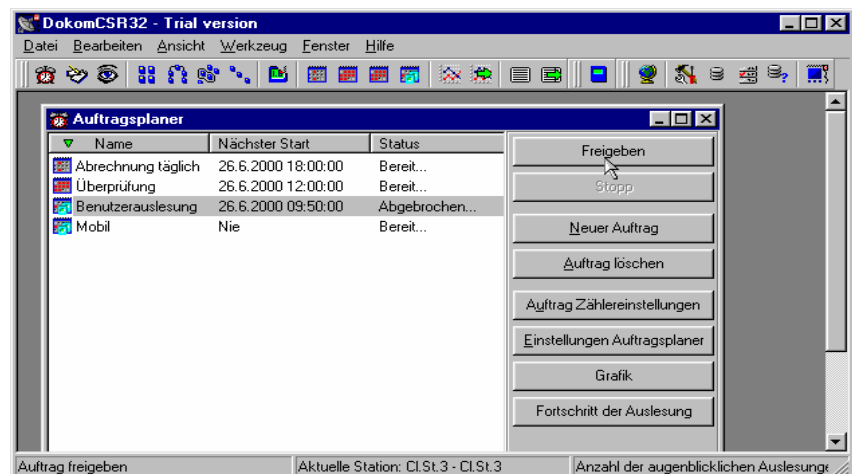 DokomCSR32 - Trial version
Datei Bearbeiten Ansicht Werkzeug Fenster Hilfe
Auftragsplaner
Name Nächster Start Status
Abrechnung täglich 26.6.2000 18:00:00 Bereit...
Überprüfung 26.6.2000 12:00:00 Bereit...
Benutzerauslesung 26.6.2000 09:50:00 Abgebrochen...
Mobil Nie Bereit...
Freigeben
Stopp
Neuer Auftrag
Auftrag löschen
Auftrag Zählereinstellungen
Einstellungen Auftragsplaner
Grafik
Fortschritt der Auslesung
Auftrag freigeben Aktuelle Station: Cl.St.3 - Cl.St.3 Anzahl der augenblicklichen Auslesunge